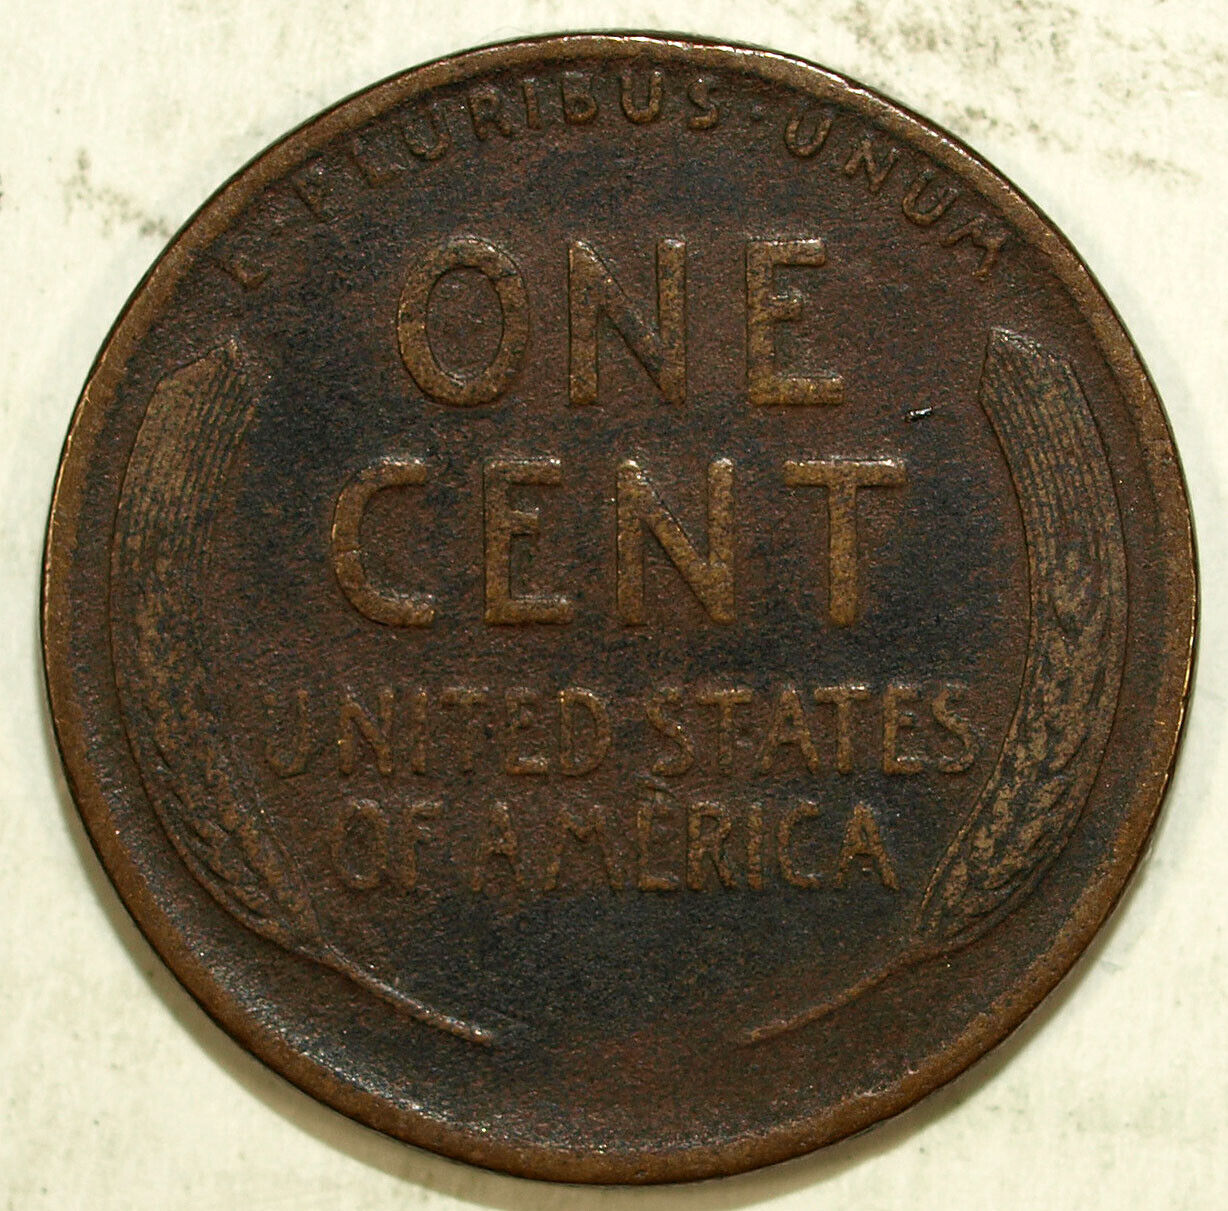 E PLURIBUS · UNUM
ONE
CENT
UNITED STATES
OF AMERICA